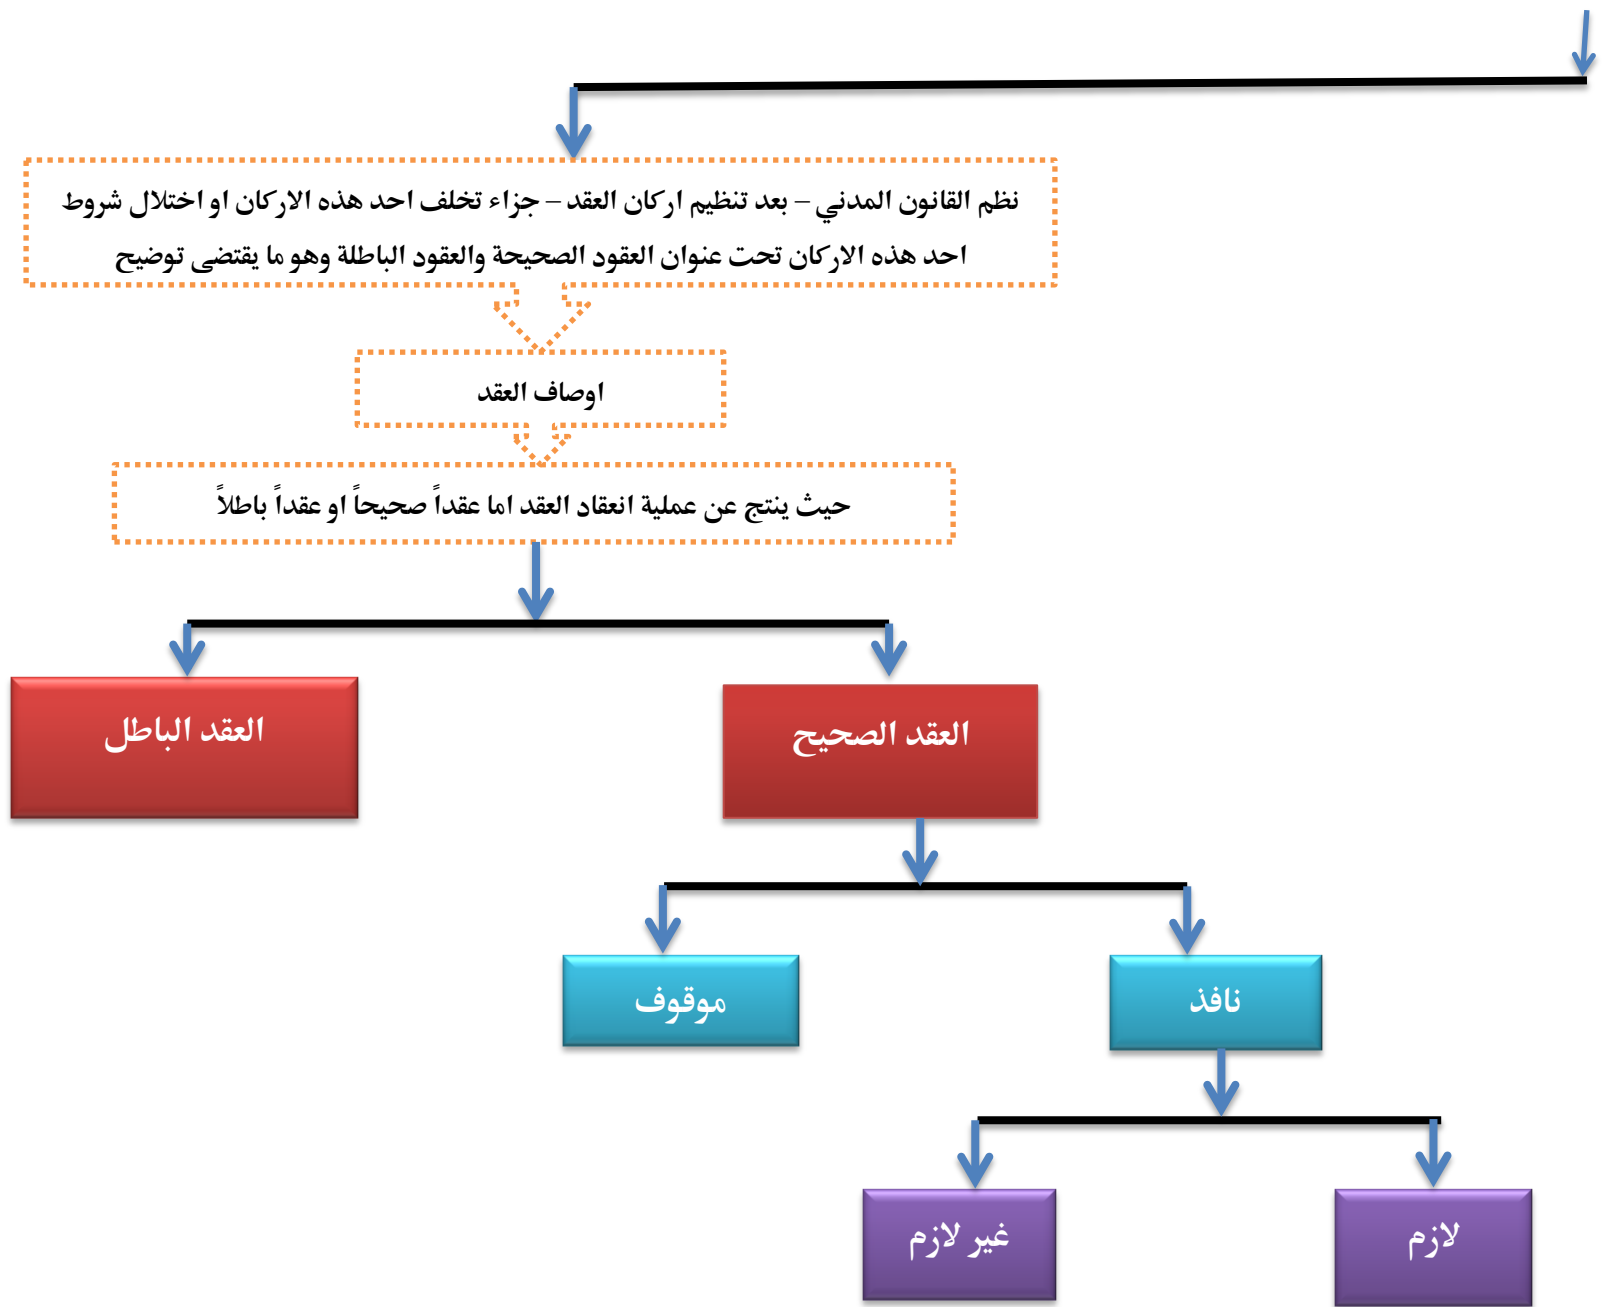 نظم القانون المدني – بعد تنظيم اركان العقد – جزاء تخلف احد هذه الاركان او اختلال شروط
احد هذه الاركان تحت عنوان العقود الصحيحة والعقود الباطلة وهو ما يقتضى توضيح
اوصاف العقد
حيث ينتج عن عملية انعقاد العقد اما عقداً صحيحاً او عقداً باطلاً
العقد الصحيح
العقد الباطل
نافذ
موقوف
لازم
غير لازم